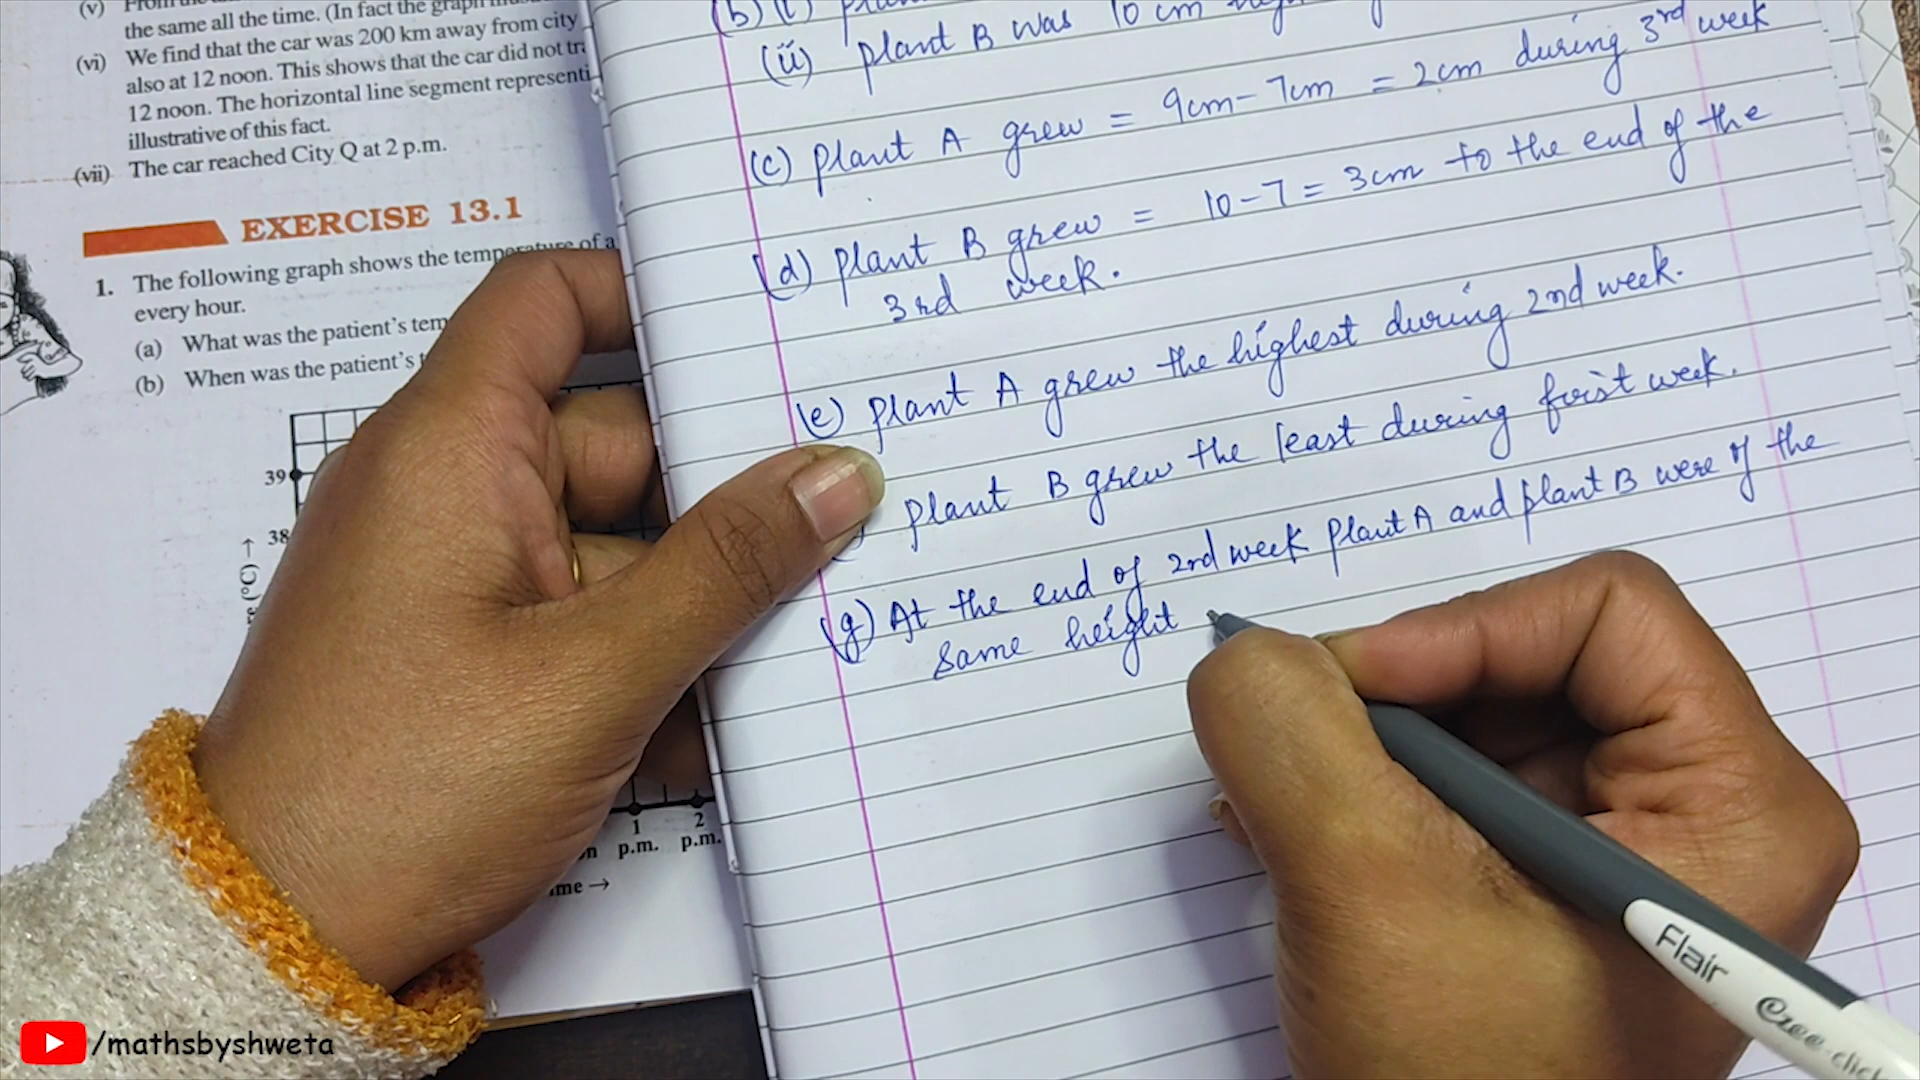 (v) From the
the same all the time. (In fact the graph
(vi) We find that the car was 200 km away from city
also at 12 noon. This shows that the car did not
12 noon. The horizontal line segment
illustrative of this fact.
(vii) The car reached City Q at 2 p.m.
EXERCISE 13.1
1. The following graph shows the temperature of a
every hour.
(a) What was the patient's
(b) When was the patient's
39
38
(°C) →
1 2
p.m. p.m.
→
(b) (i)
(ii) plant B was 10 cm
(c) plant A grew = 9cm - 7cm = 2cm during 3rd week
(d) plant B grew = 10 - 7 = 3cm to the end of the
3rd week.
(e) plant A grew the highest during 2nd week.
plant B grew the least during first week.
(g) At the end of 2rd week plant A and plant B were of the
same height
Flair
/mathsbyshweta